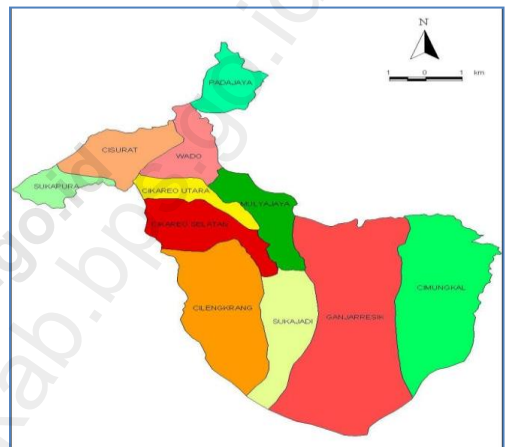 N
1 0 1 km
PADAJAYA
CISURAT
WADO
SUKAPURA
CIKAREO UTARA
MULYAJAYA
CIKAREO SELATAN
CILENGKRANG
SUKAJADI
GANJARRESIK
CIMUNGKAL